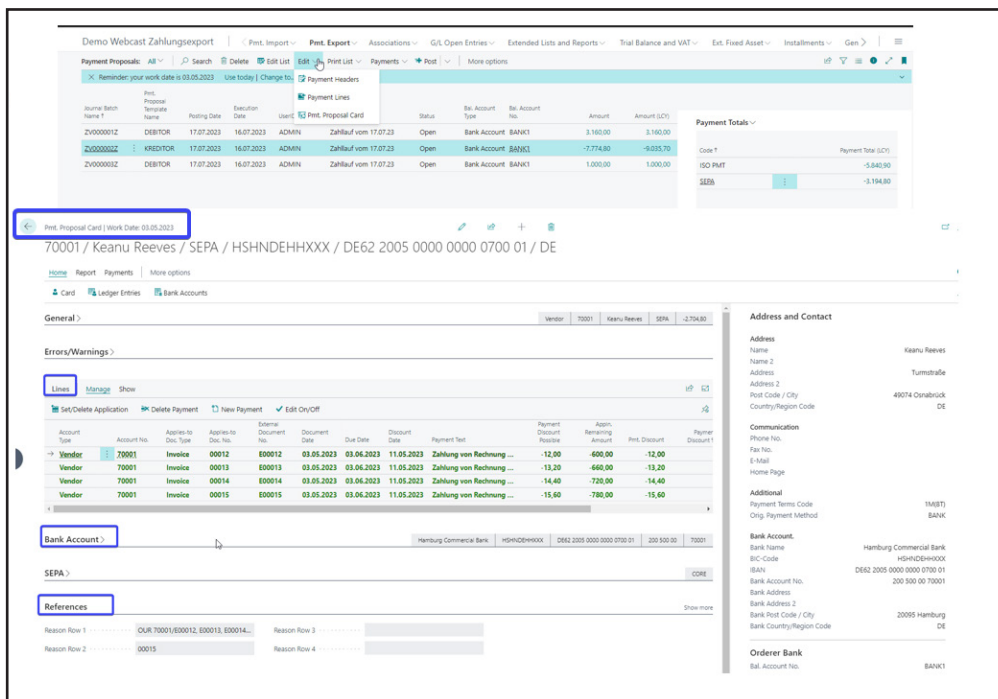 Demo Webcast Zahlungsexport Pmt. Import Pmt. Export Associations G/L Open Entries Extended Lists and Reports Trial Balance and VAT Ext. Fixed Asset Installments Gen
Payment Proposals: All Search Delete Edit List Edit Print List Payments Post More options
Reminder: your work date is 03.05.2023 Use today | Change to...
Payment Headers
Payment Lines
Pmt. Proposal Card
Journal Batch Name Pmt. Proposal Template Name Posting Date Execution Date Status Bal. Account Type Bal. Account No. Amount Amount (LCY)
ZV000001Z DEBITOR 17.07.2023 16.07.2023 ADMIN Zahllauf vom 17.07.23 Open Bank Account BANK1 3.160,00 3.160,00
ZV000002Z KREDITOR 17.07.2023 16.07.2023 ADMIN Zahllauf vom 17.07.23 Open Bank Account BANK1 -7.774,80 -9.035,70
ZV000003Z DEBITOR 17.07.2023 16.07.2023 ADMIN Zahllauf vom 17.07.23 Open Bank Account BANK1 1.000,00 1.000,00
Payment Totals
Code Payment Total (LCY)
ISO PMT -5.840,90
SEPA -3.194,80
Pmt. Proposal Card | Work Date: 03.05.2023
70001 / Keanu Reeves / SEPA / HSHNDEHHXXX / DE62 2005 0000 0000 0700 01 / DE
Home Report Payments More options
Card Ledger Entries Bank Accounts
General Vendor 70001 Keanu Reeves SEPA -2.704,80
Errors/Warnings
Lines Manage Show
Set/Delete Application Delete Payment New Payment Edit On/Off
Account Type Account No. Applies-to Doc. Type Applies-to Doc. No. External Document No. Document Date Due Date Discount Date Payment Text Payment Discount Possible Appln. Remaining Amount Pmt. Discount
Vendor 70001 Invoice 00012 E00012 03.05.2023 03.06.2023 11.05.2023 Zahlung von Rechnung ... -12,00 -600,00 -12,00
Vendor 70001 Invoice 00013 E00013 03.05.2023 03.06.2023 11.05.2023 Zahlung von Rechnung ... -13,20 -660,00 -13,20
Vendor 70001 Invoice 00014 E00014 03.05.2023 03.06.2023 11.05.2023 Zahlung von Rechnung ... -14,40 -720,00 -14,40
Vendor 70001 Invoice 00015 E00015 03.05.2023 03.06.2023 11.05.2023 Zahlung von Rechnung ... -15,60 -780,00 -15,60
Bank Account Hamburg Commercial Bank HSHNDEHHXXX DE62 2005 0000 0000 0700 01 200 500 00 70001
SEPA CORE
References Show more
Reason Row 1 OUR 70001/E00012, E00013, E00014... Reason Row 3
Reason Row 2 00015 Reason Row 4
Address and Contact
Address
Name Keanu Reeves
Name 2
Address Turmstraße
Address 2
Post Code / City 49074 Osnabrück
Country/Region Code DE
Communication
Phone No.
Fax No.
E-Mail
Home Page
Additional
Payment Terms Code 1M(8T)
Orig. Payment Method BANK
Bank Account.
Bank Name Hamburg Commercial Bank
BIC-Code HSHNDEHHXXX
IBAN DE62 2005 0000 0000 0700 01
Bank Account No. 200 500 00 70001
Bank Address
Bank Address 2
Bank Post Code / City 20095 Hamburg
Bank Country/Region Code DE
Orderer Bank
Bal. Account No. BANK1